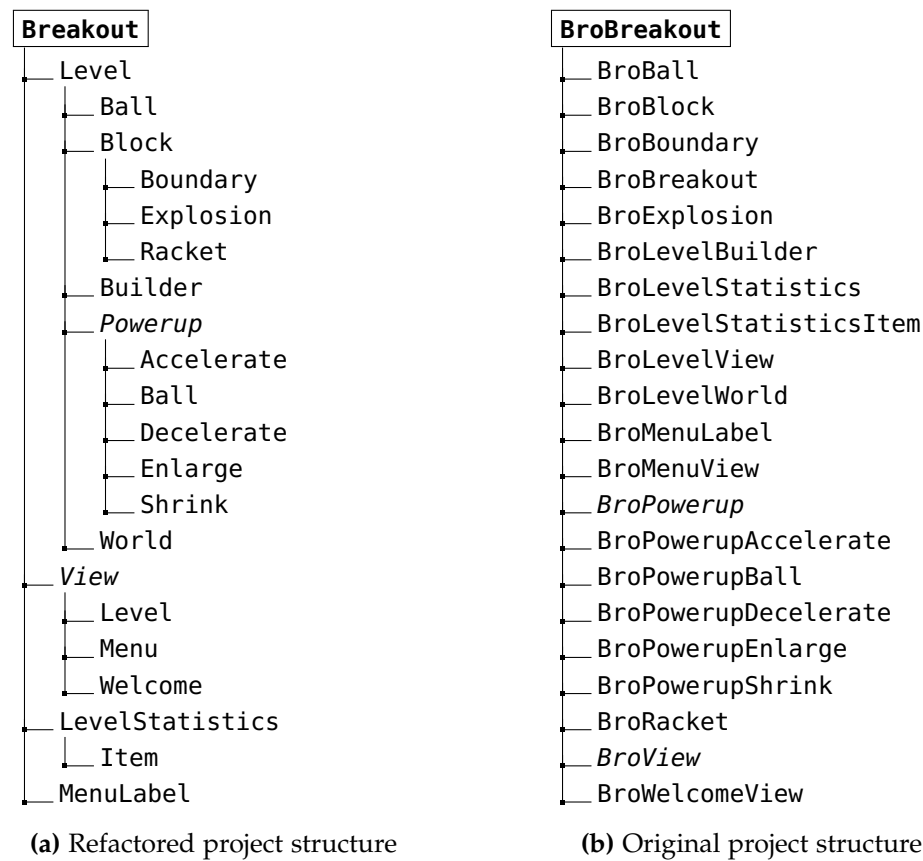 Breakout
Level
Ball
Block
Boundary
Explosion
Racket
Builder
Powerup
Accelerate
Ball
Decelerate
Enlarge
Shrink
World
View
Level
Menu
Welcome
LevelStatistics
Item
MenuLabel
(a) Refactored project structure
BroBreakout
BroBall
BroBlock
BroBoundary
BroBreakout
BroExplosion
BroLevelBuilder
BroLevelStatistics
BroLevelStatisticsItem
BroLevelView
BroLevelWorld
BroMenuLabel
BroMenuView
BroPowerup
BroPowerupAccelerate
BroPowerupBall
BroPowerupDecelerate
BroPowerupEnlarge
BroPowerupShrink
BroRacket
BroView
BroWelcomeView
(b) Original project structure